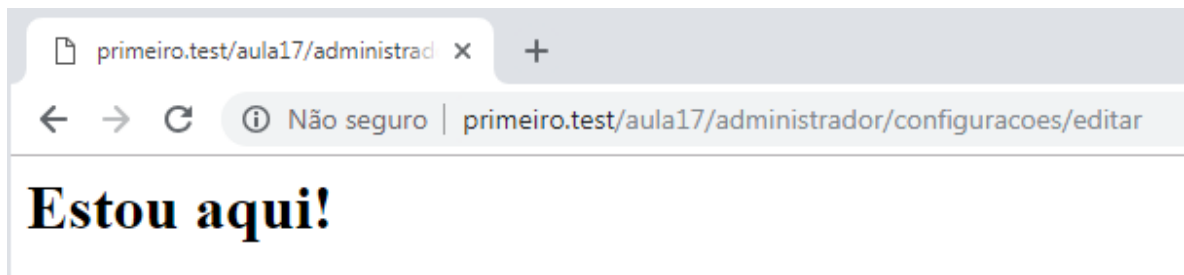 primeiro.test/aula17/administrad
Não seguro | primeiro.test/aula17/administrador/configuracoes/editar
Estou aqui!